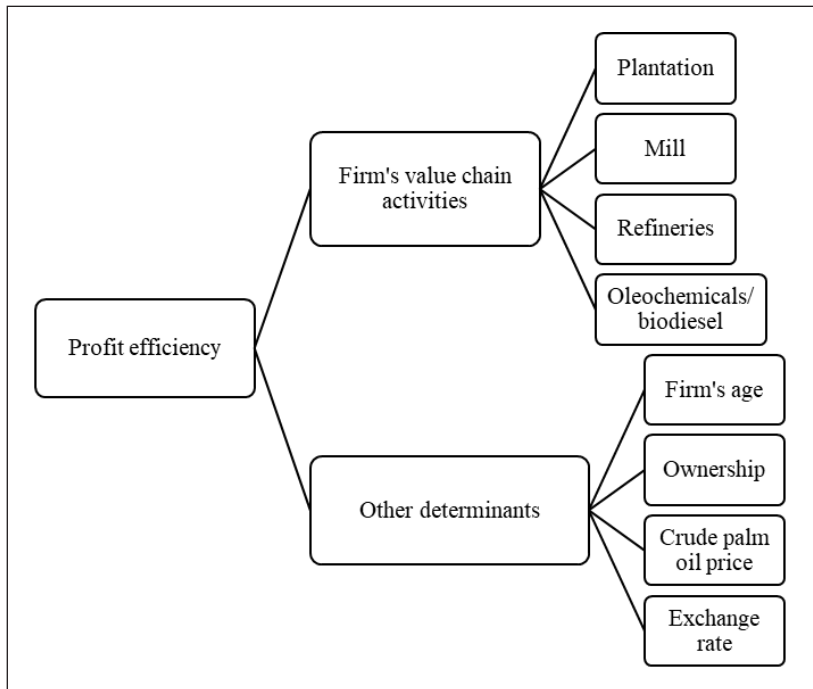 Profit efficiency
Firm's value chain
activities
Plantation
Mill
Refineries
Oleochemicals/
biodiesel
Other determinants
Firm's age
Ownership
Crude palm
oil price
Exchange
rate